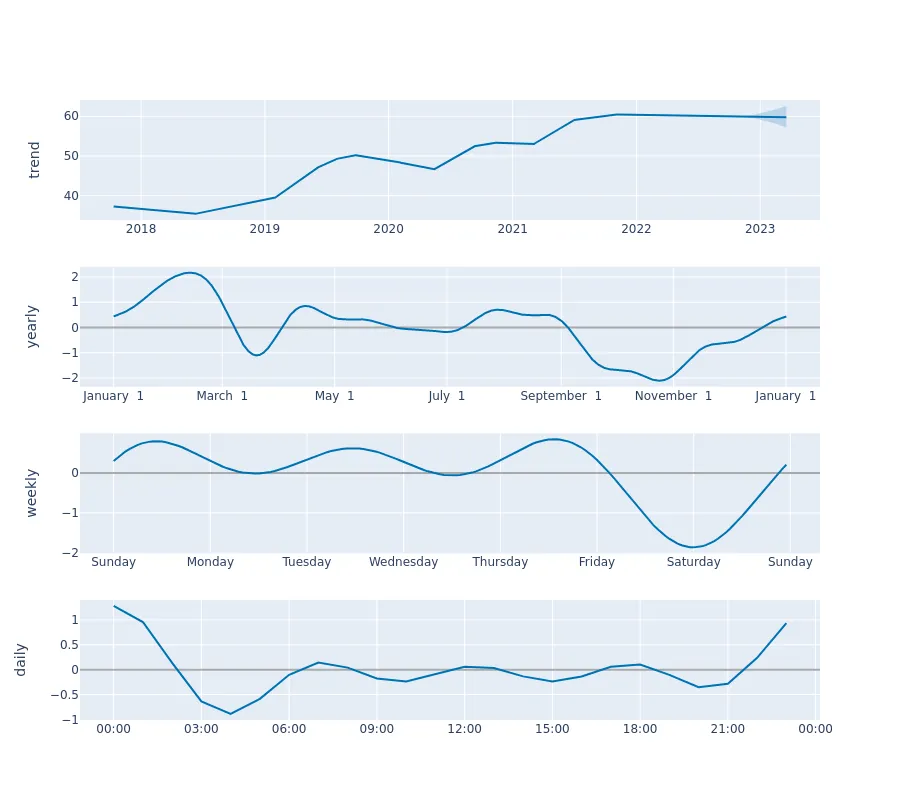 trend
60
50
40
2018 2019 2020 2021 2022 2023
yearly
2
1
0
−1
−2
January 1 March 1 May 1 July 1 September 1 November 1 January 1
weekly
0
−1
−2
Sunday Monday Tuesday Wednesday Thursday Friday Saturday Sunday
daily
1
0.5
0
−0.5
−1
00:00 03:00 06:00 09:00 12:00 15:00 18:00 21:00 00:00